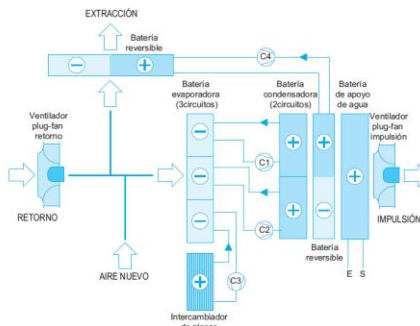 EXTRACCIÓN
Batería
reversible
C4
Batería
evaporadora
(3circuitos)
Batería
condensadora
(2circuitos)
Batería
de apoyo
de agua
Ventilador
plug-fan
retorno
Ventilador
plug-fan
impulsión
C1
C2
C3
RETORNO
AIRE NUEVO
IMPULSIÓN
Batería
reversible
E S
Intercambiador